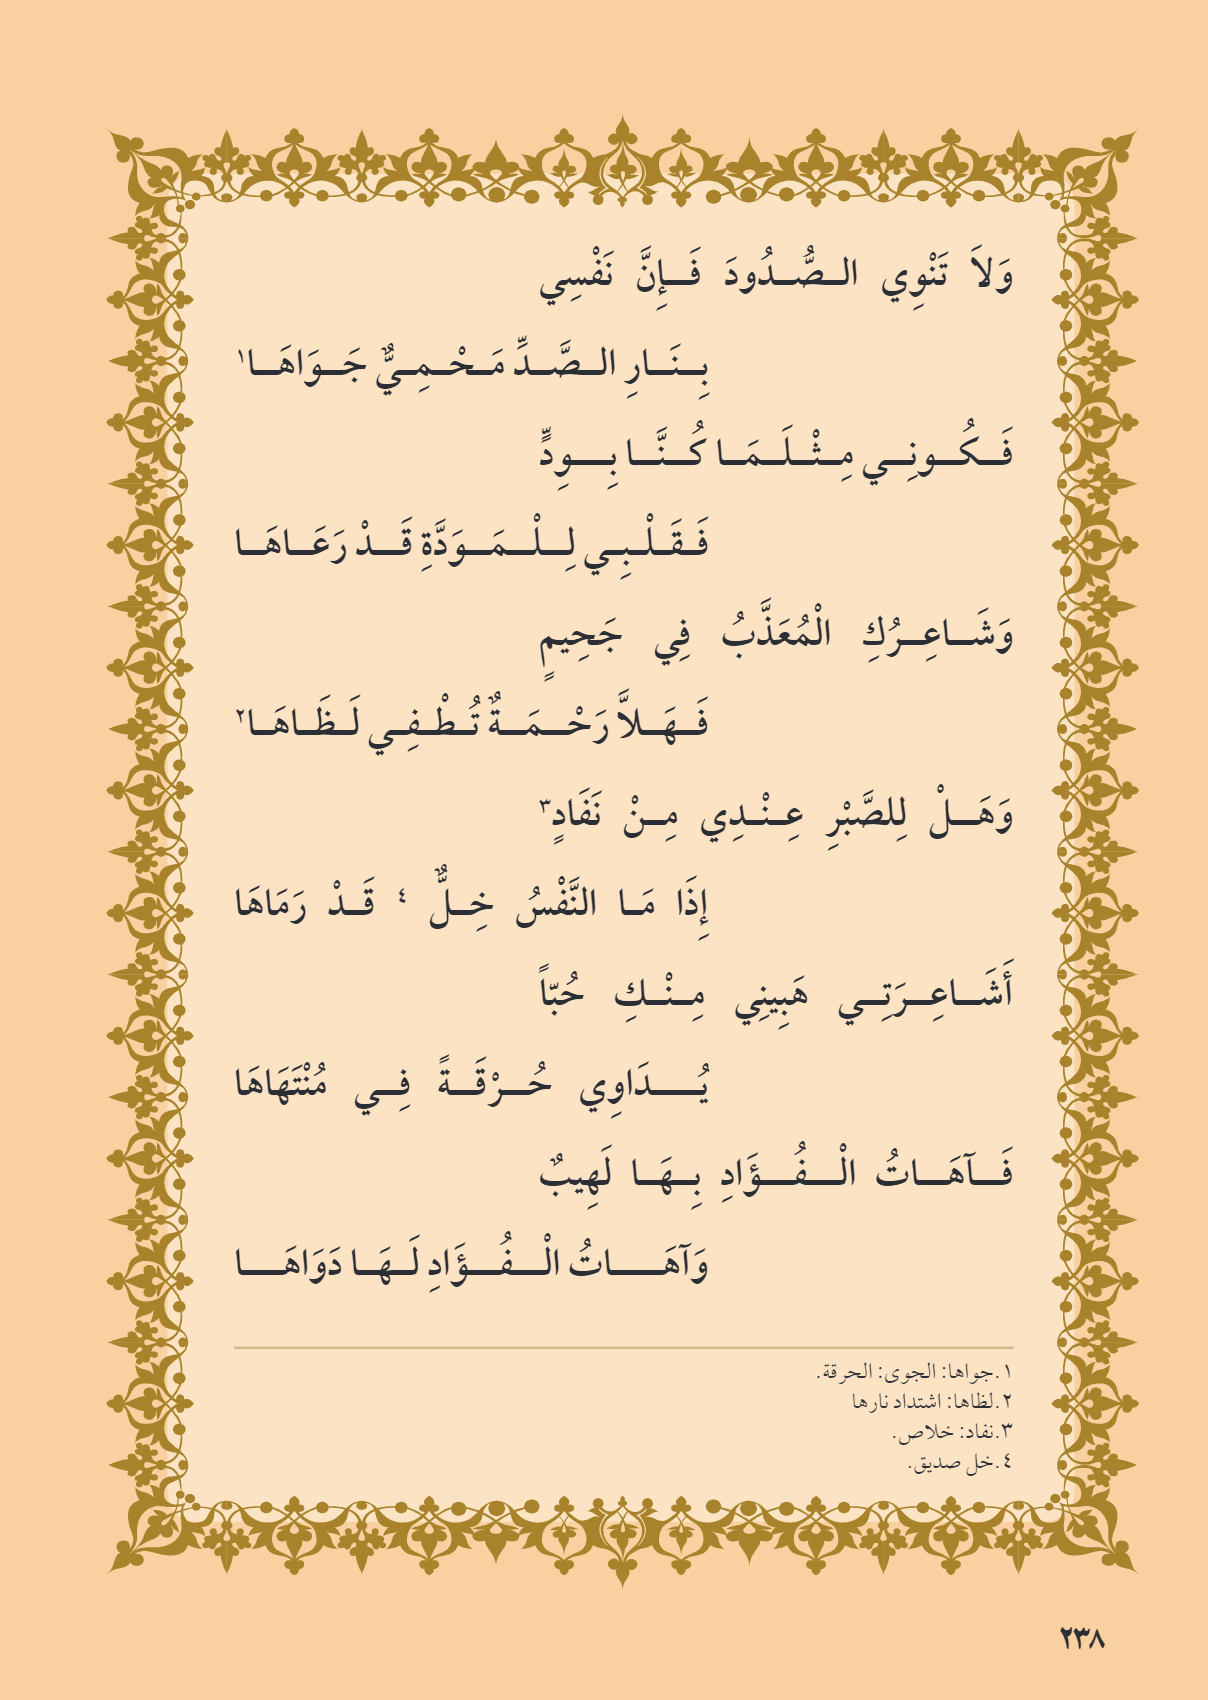 وَلاَ تَنْوِي الصُّدُودَ فَإِنَّ نَفْسِي
بِنَارِ الصَّدِّ مَحْمِيٌّ جَوَاهَا١
فَكُونِي مِثْلَمَا كُنَّا بِوِدٍّ
فَقَلْبِي لِلْمَوَدَّةِ قَدْ رَعَاهَا
وَشَاعِرُكِ الْمُعَذَّبُ فِي جَحِيمٍ
فَهَلاَّ رَحْمَةٌ تُطْفِي لَظَاهَا٢
وَهَلْ لِلصَّبْرِ عِنْدِي مِنْ نَفَادٍ٣
إِذَا مَا النَّفْسُ خِلٌّ ٤ قَدْ رَمَاهَا
أَشَاعِرَتِي هَبِينِي مِنْكِ حُبّاً
يُدَاوِي حُرْقَةً فِي مُنْتَهَاهَا
فَآهَاتُ الْفُؤَادِ بِهَا لَهِيبٌ
وَآهَاتُ الْفُؤَادِ لَهَا دَوَاهَا
١.جواها: الجوى: الحرقة.
٢.لظاها: اشتداد نارها
٣.نفاد: خلاص.
٤.خل صديق.
٢٣٨